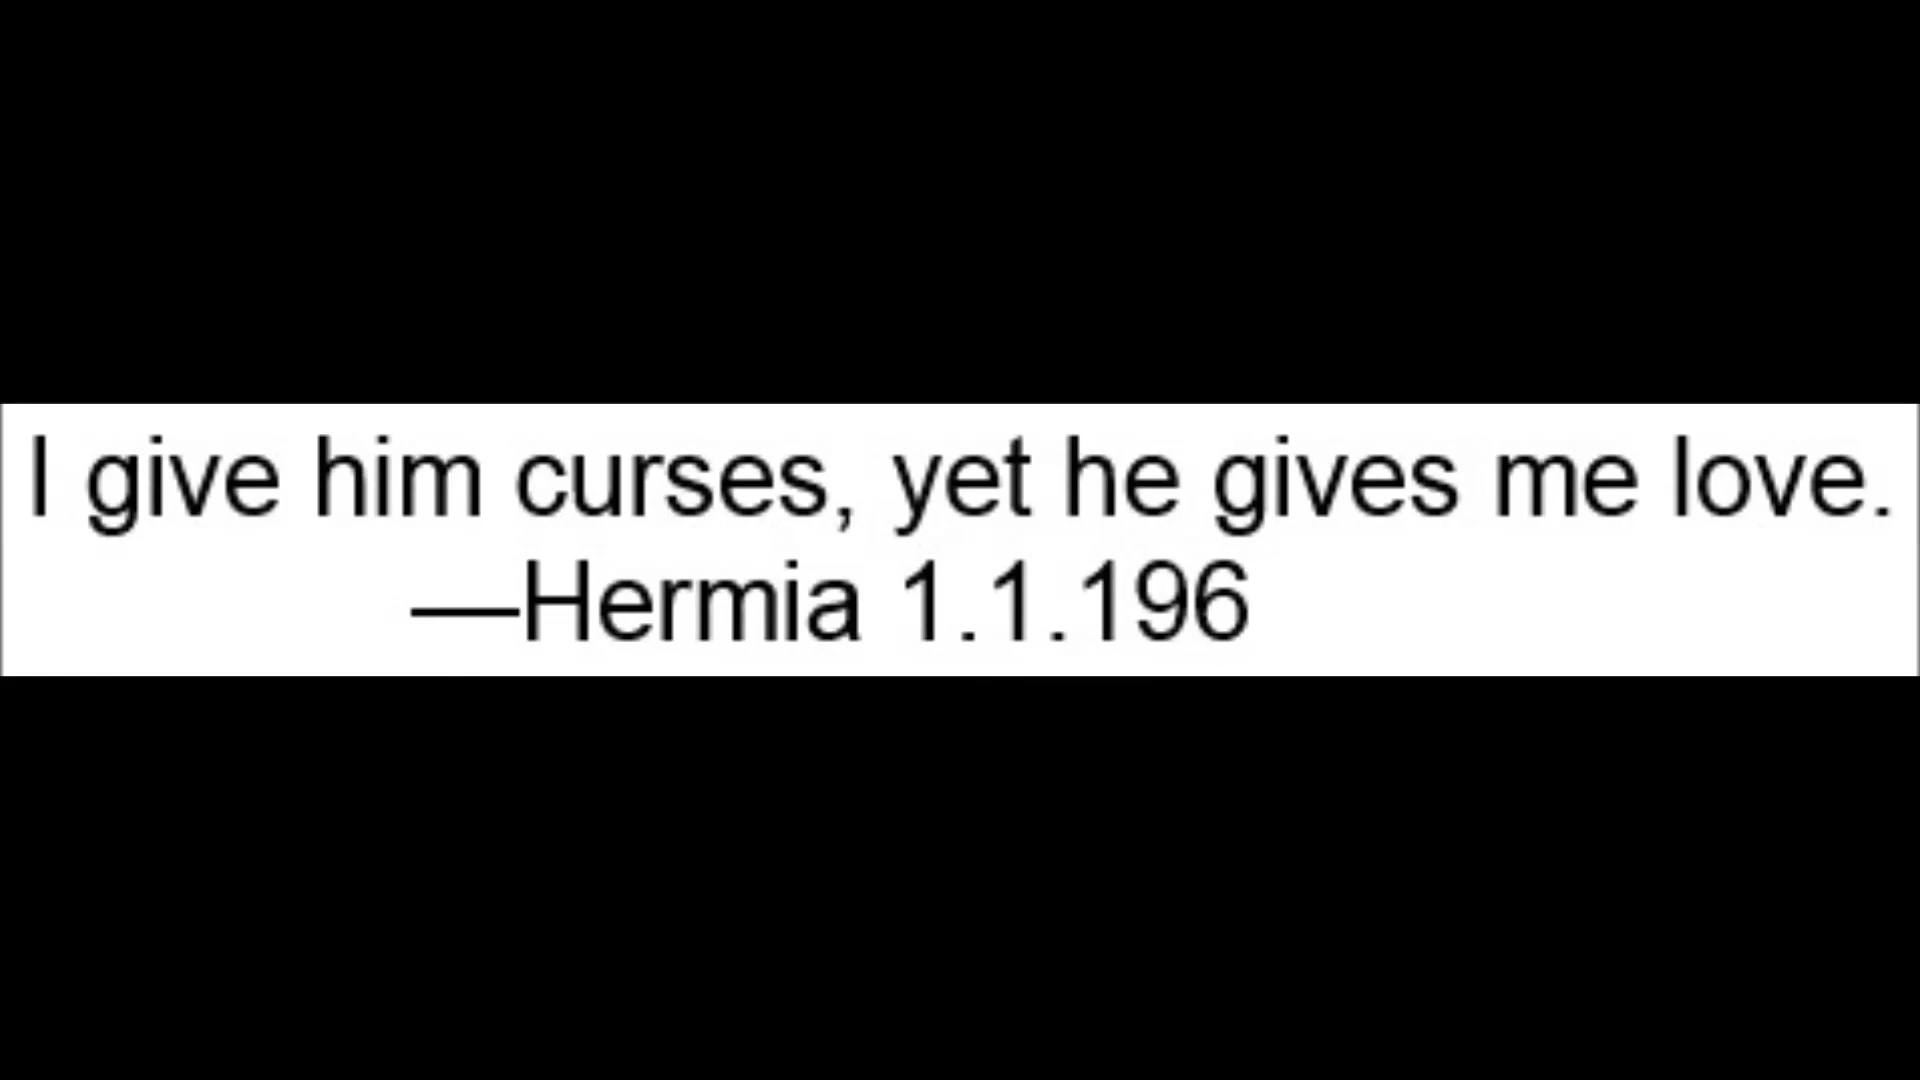 I give him curses, yet he gives me love.
—Hermia 1.1.196